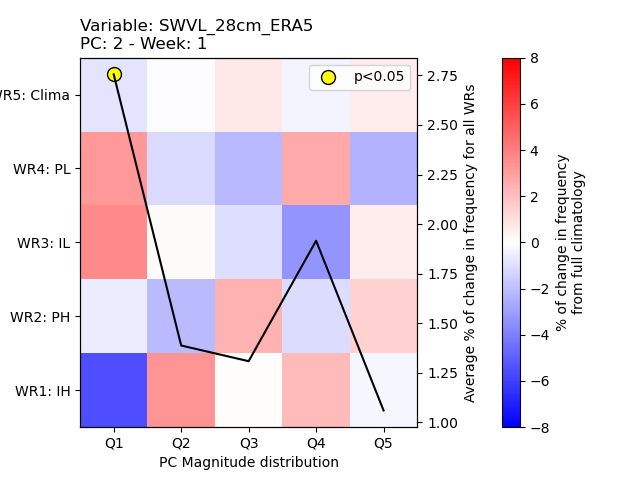 Variable: SWVL_28cm_ERA5
PC: 2 - Week: 1
p<0.05
WR5: Clima
WR4: PL
WR3: IL
WR2: PH
WR1: IH
Q1 Q2 Q3 Q4 Q5
PC Magnitude distribution
2.75
2.50
2.25
2.00
1.75
1.50
1.25
1.00
Average % of change in frequency for all WRs
8
6
4
2
0
−2
−4
−6
−8
% of change in frequency
from full climatology